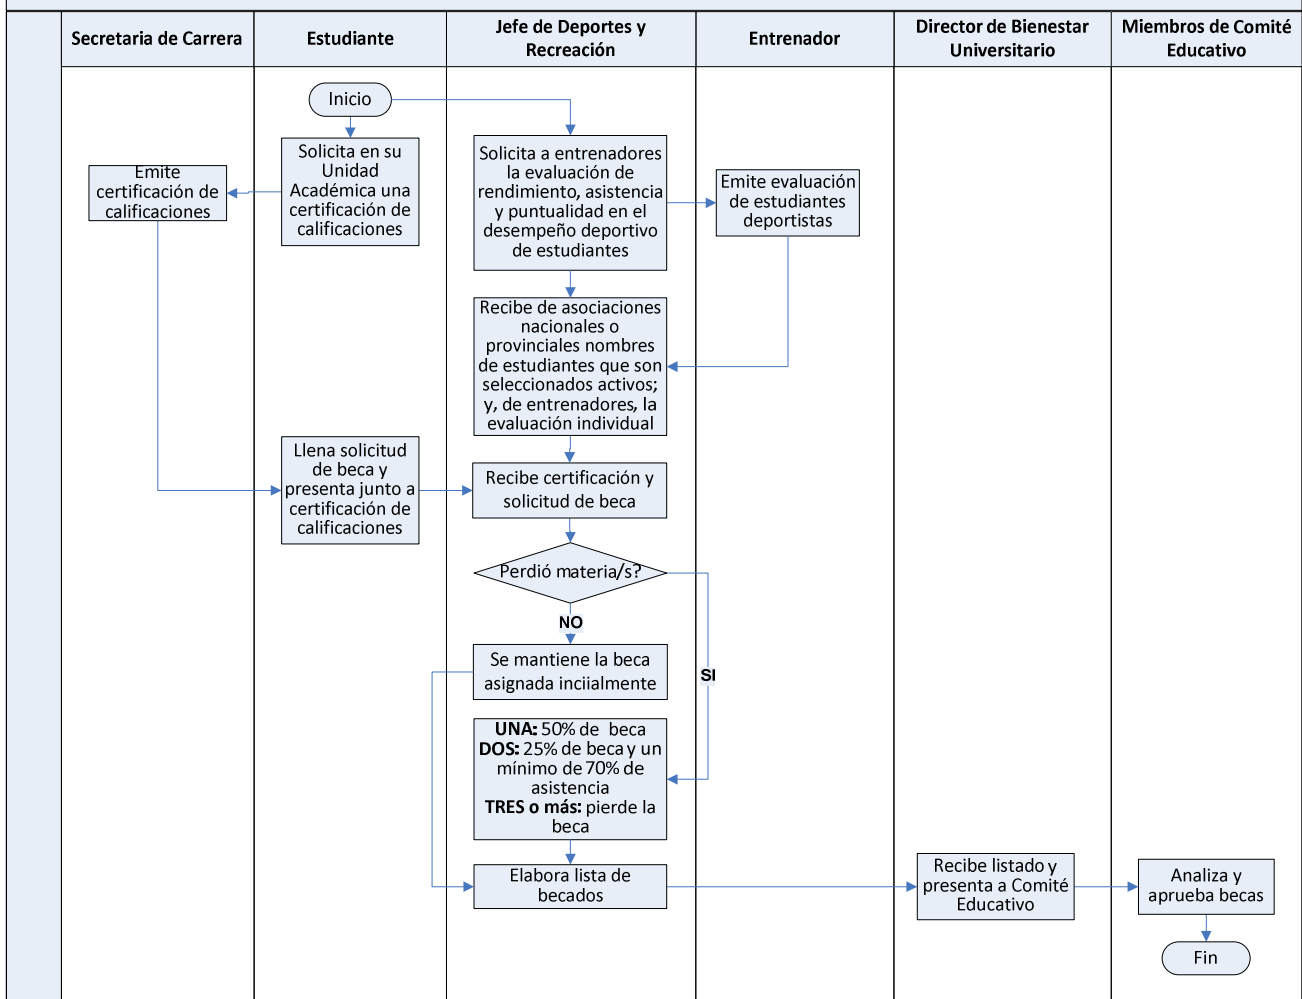 Secretaria de Carrera
Estudiante
Jefe de Deportes y
Recreación
Entrenador
Director de Bienestar
Universitario
Miembros de Comité
Educativo
Inicio
Solicita en su
Unidad
Académica una
certificación de
calificaciones
Emite
certificación de
calificaciones
Solicita a entrenadores
la evaluación de
rendimiento, asistencia
y puntualidad en el
desempeño deportivo
de estudiantes
Emite evaluación
de estudiantes
deportistas
Recibe de asociaciones
nacionales o
provinciales nombres
de estudiantes que son
seleccionados activos;
y, de entrenadores, la
evaluación individual
Llena solicitud
de beca y
presenta junto a
certificación de
calificaciones
Recibe certificación y
solicitud de beca
Perdió materia/s?
NO
SI
Se mantiene la beca
asignada inciialmente
UNA: 50% de beca
DOS: 25% de beca y un
mínimo de 70% de
asistencia
TRES o más: pierde la
beca
Elabora lista de
becados
Recibe listado y
presenta a Comité
Educativo
Analiza y
aprueba becas
Fin